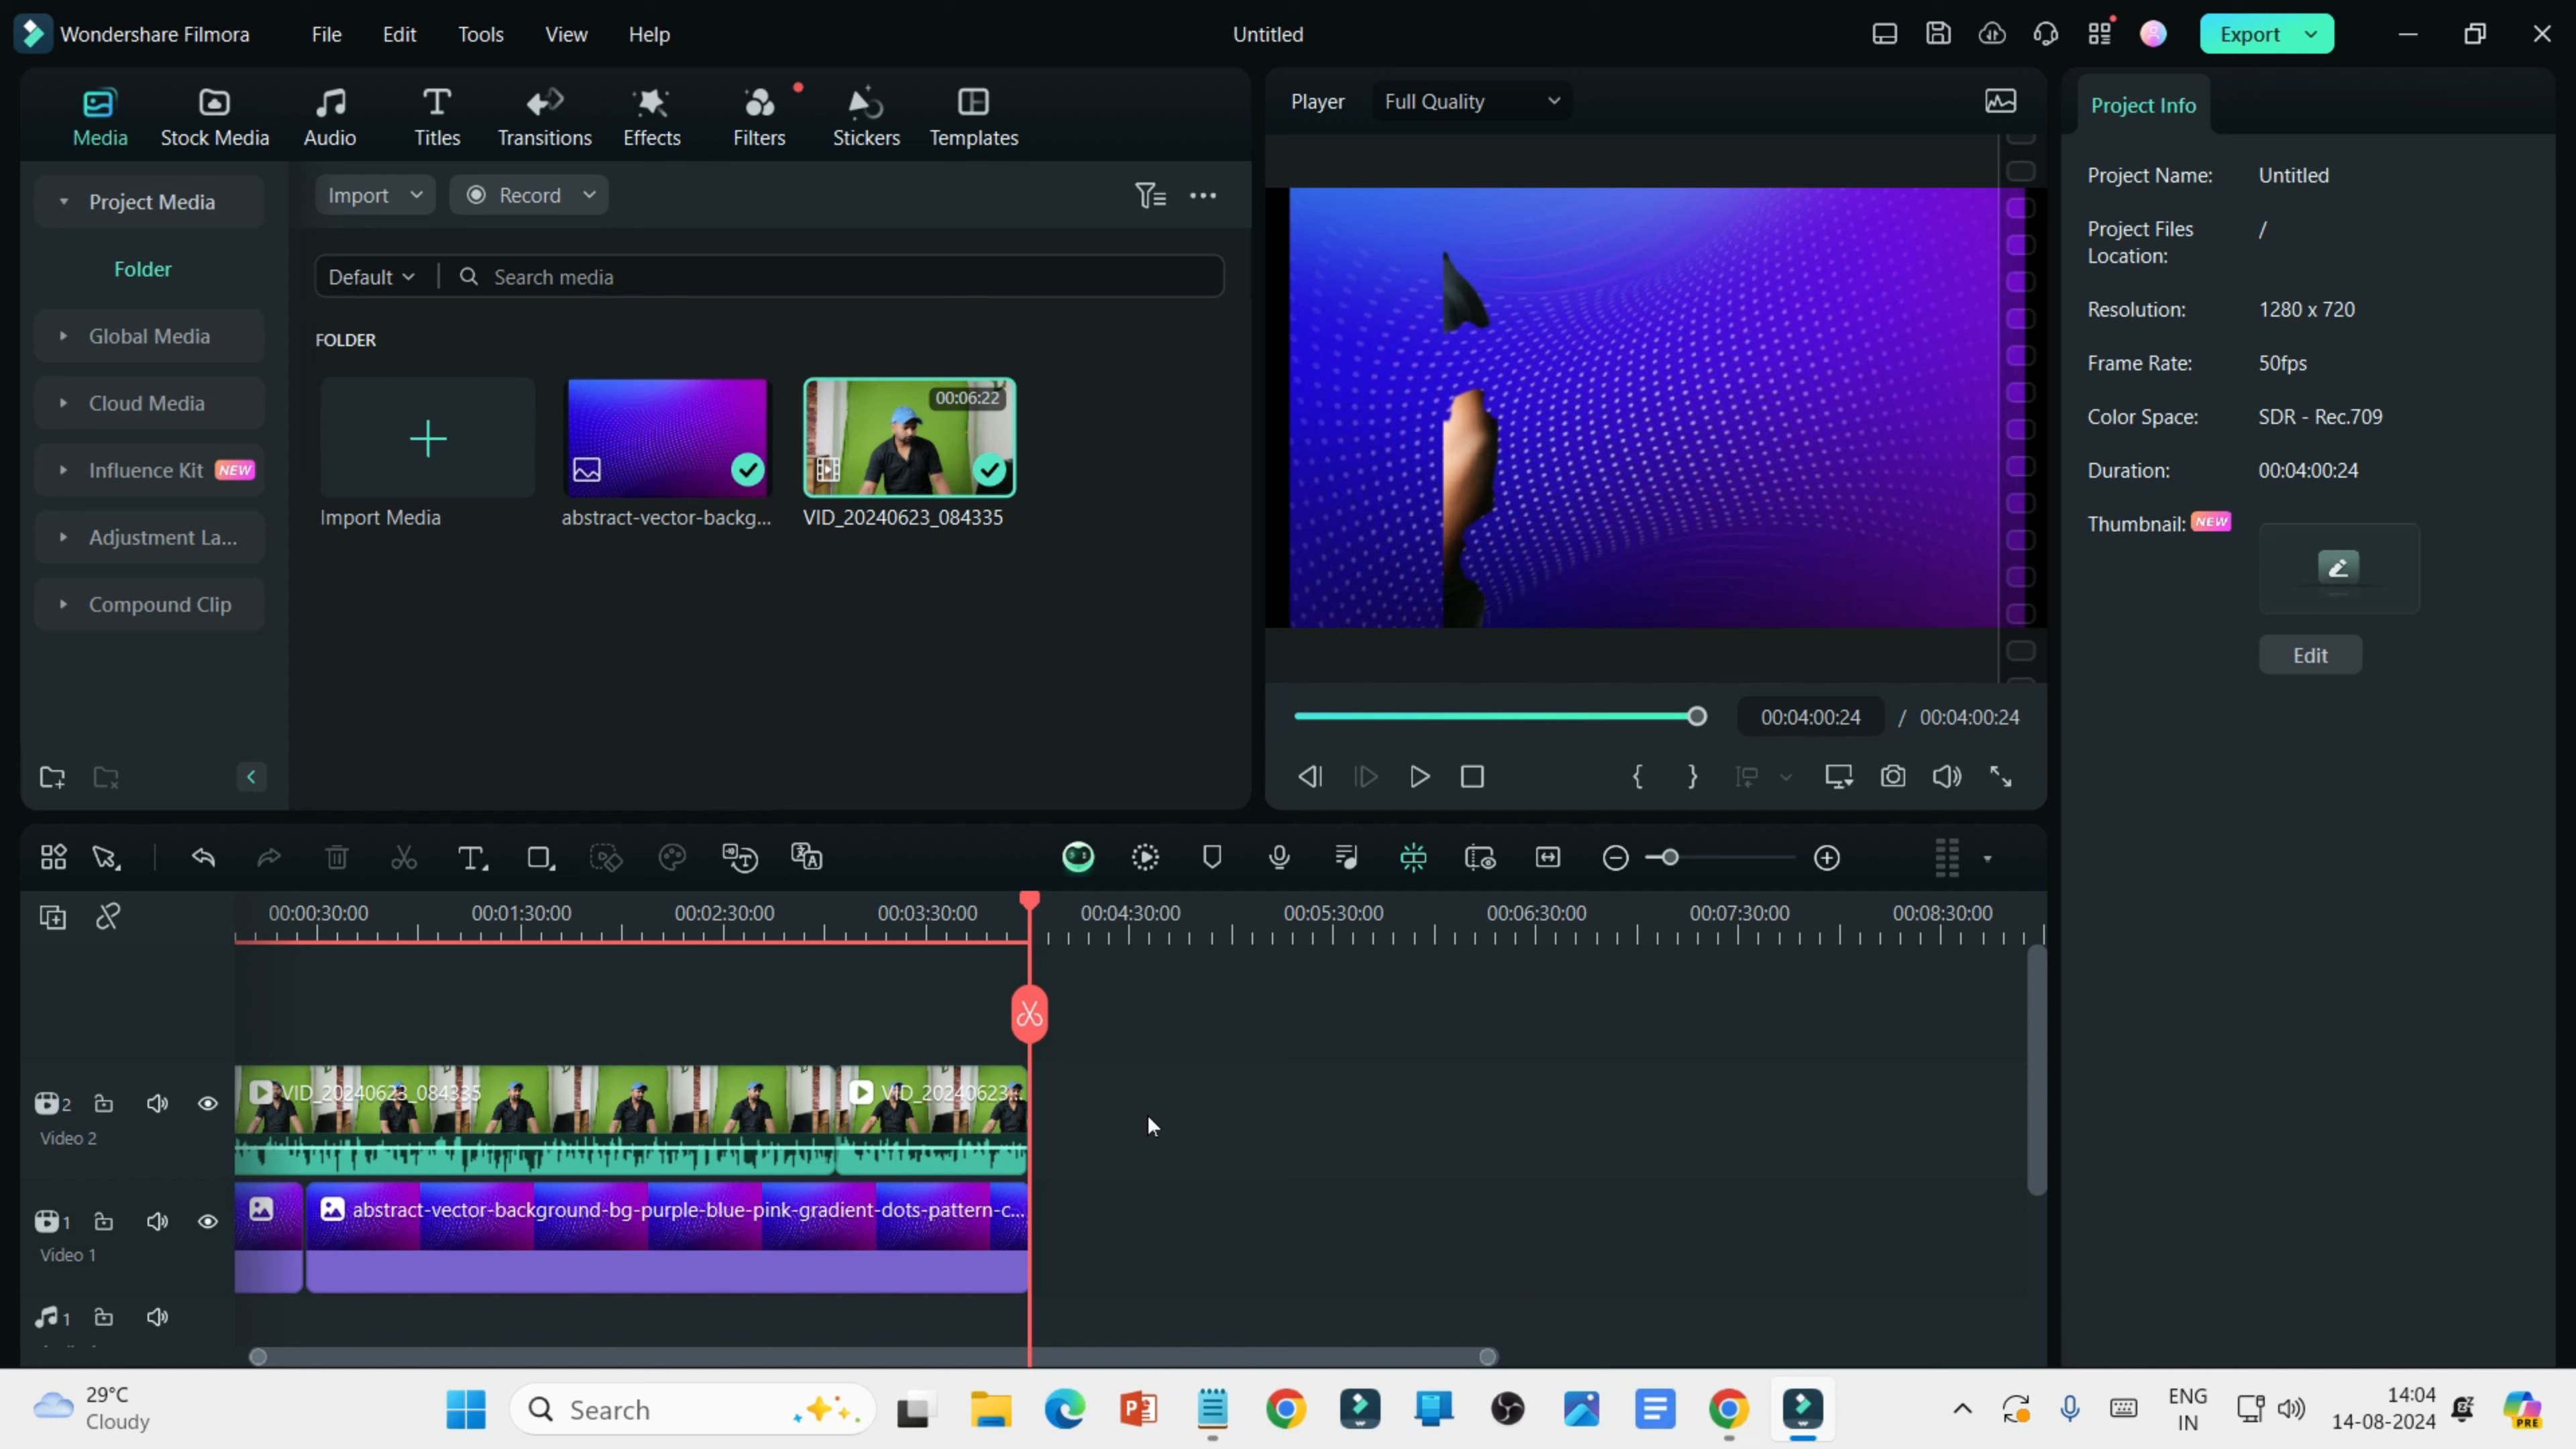 Wondershare Filmora
File
Edit
Tools
View
Help
Untitled
Export
Media
Stock Media
Audio
Titles
Transitions
Effects
Filters
Stickers
Templates
Player
Full Quality
Project Info
Project Media
Folder
Global Media
Cloud Media
Influence Kit NEW
Adjustment La...
Compound Clip
Import
Record
Default
Search media
FOLDER
Import Media
abstract-vector-backg...
00:06:22
VID_20240623_084335
Project Name: Untitled
Project Files
Location: /
Resolution: 1280 x 720
Frame Rate: 50fps
Color Space: SDR - Rec.709
Duration: 00:04:00:24
Thumbnail: NEW
Edit
00:04:00:24 / 00:04:00:24
00:00:30:00
00:01:30:00
00:02:30:00
00:03:30:00
00:04:30:00
00:05:30:00
00:06:30:00
00:07:30:00
00:08:30:00
2
Video 2
VID_20240623_084335
VID_20240623...
1
Video 1
abstract-vector-background-bg-purple-blue-pink-gradient-dots-pattern-c...
1
29°C
Cloudy
Search
ENG
IN
14:04
14-08-2024
PRE